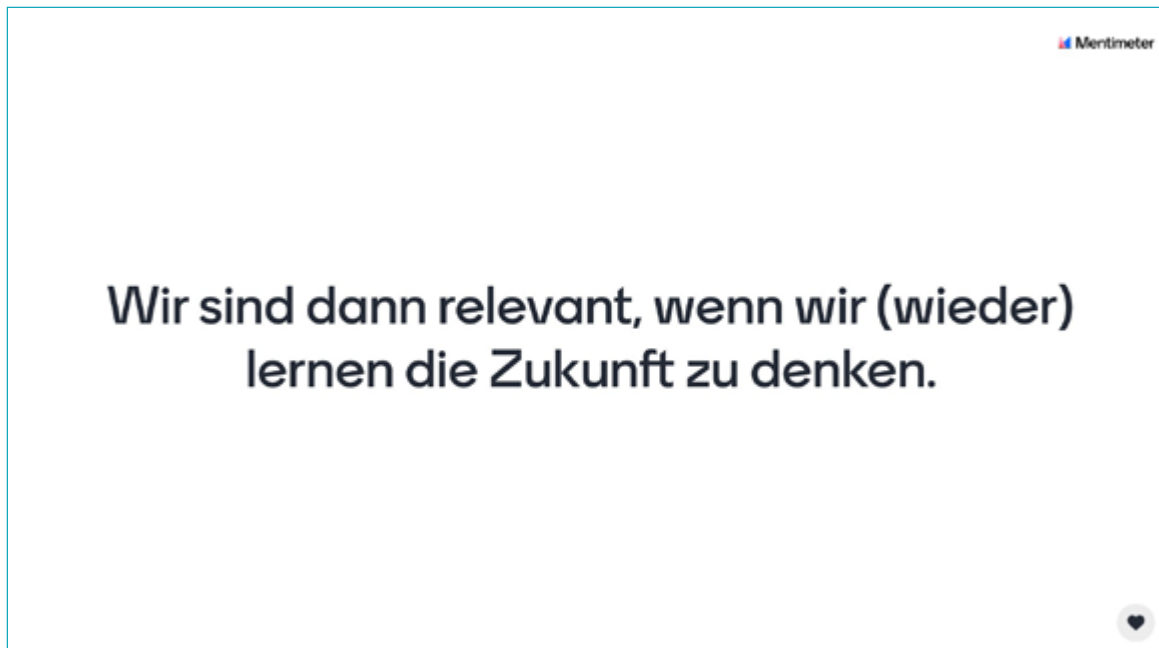 Mentimeter
Wir sind dann relevant, wenn wir (wieder)
lernen die Zukunft zu denken.